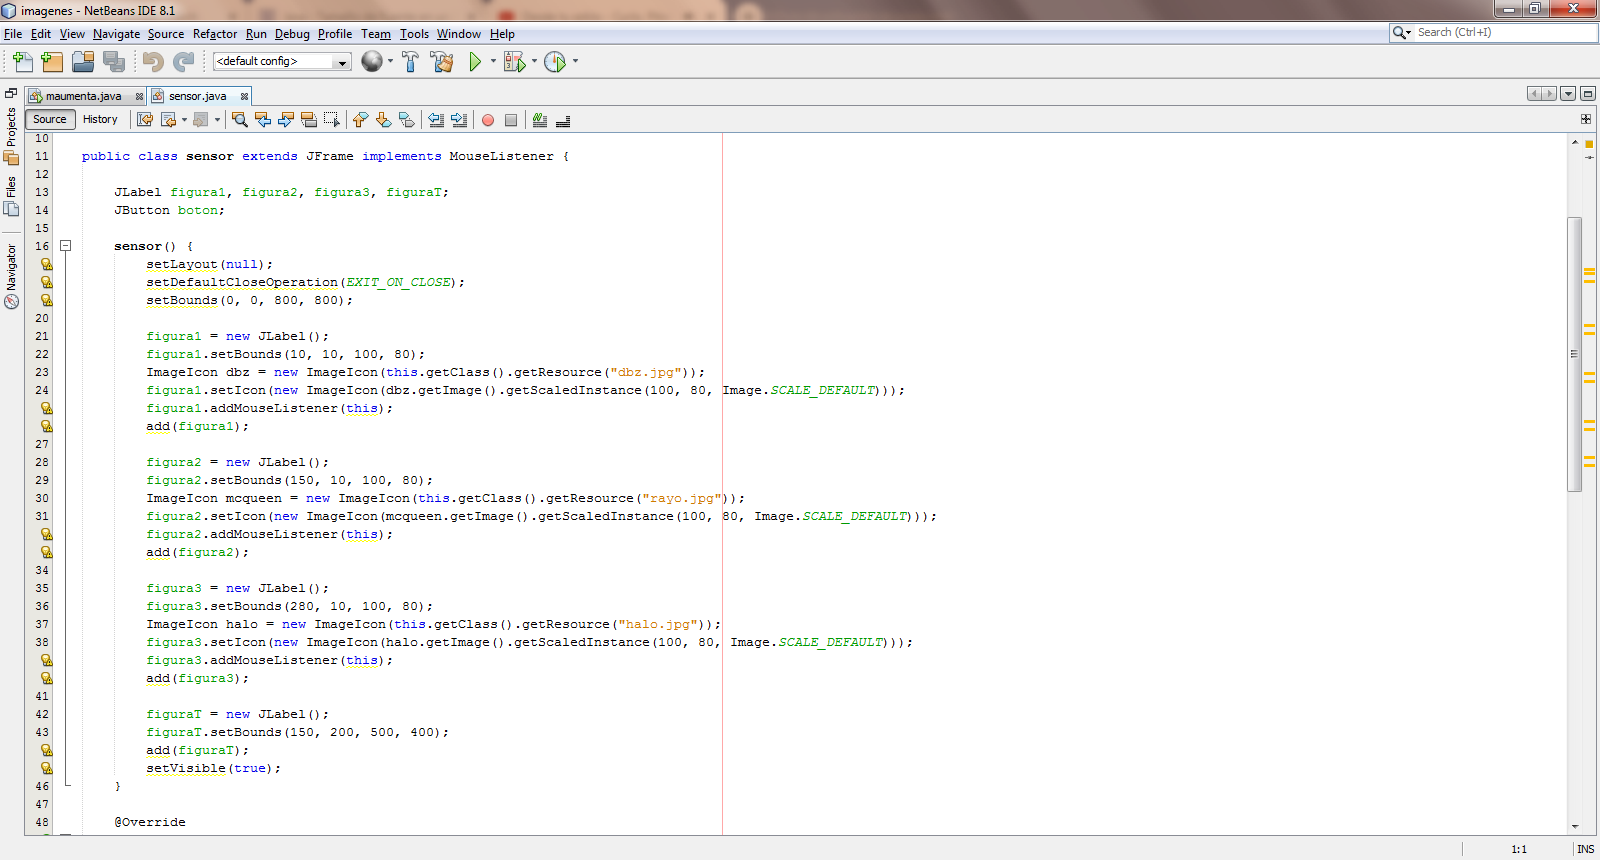 imagenes - NetBeans IDE 8.1
File Edit View Navigate Source Refactor Run Debug Profile Team Tools Window Help
Search (Ctrl+I)
<default config>
maumenta.java sensor.java
Source History
Projects
Files
Navigator
10
11 public class sensor extends JFrame implements MouseListener {
12
13 JLabel figura1, figura2, figura3, figuraT;
14 JButton boton;
15
16 sensor() {
setLayout(null);
setDefaultCloseOperation(EXIT_ON_CLOSE);
setBounds(0, 0, 800, 800);
20
21 figura1 = new JLabel();
22 figura1.setBounds(10, 10, 100, 80);
23 ImageIcon dbz = new ImageIcon(this.getClass().getResource("dbz.jpg"));
24 figura1.setIcon(new ImageIcon(dbz.getImage().getScaledInstance(100, 80, Image.SCALE_DEFAULT)));
figura1.addMouseListener(this);
add(figura1);
27
28 figura2 = new JLabel();
29 figura2.setBounds(150, 10, 100, 80);
30 ImageIcon mcqueen = new ImageIcon(this.getClass().getResource("rayo.jpg"));
31 figura2.setIcon(new ImageIcon(mcqueen.getImage().getScaledInstance(100, 80, Image.SCALE_DEFAULT)));
figura2.addMouseListener(this);
add(figura2);
34
35 figura3 = new JLabel();
36 figura3.setBounds(280, 10, 100, 80);
37 ImageIcon halo = new ImageIcon(this.getClass().getResource("halo.jpg"));
38 figura3.setIcon(new ImageIcon(halo.getImage().getScaledInstance(100, 80, Image.SCALE_DEFAULT)));
figura3.addMouseListener(this);
add(figura3);
41
42 figuraT = new JLabel();
43 figuraT.setBounds(150, 200, 500, 400);
add(figuraT);
setVisible(true);
46 }
47
48 @Override
1:1 INS